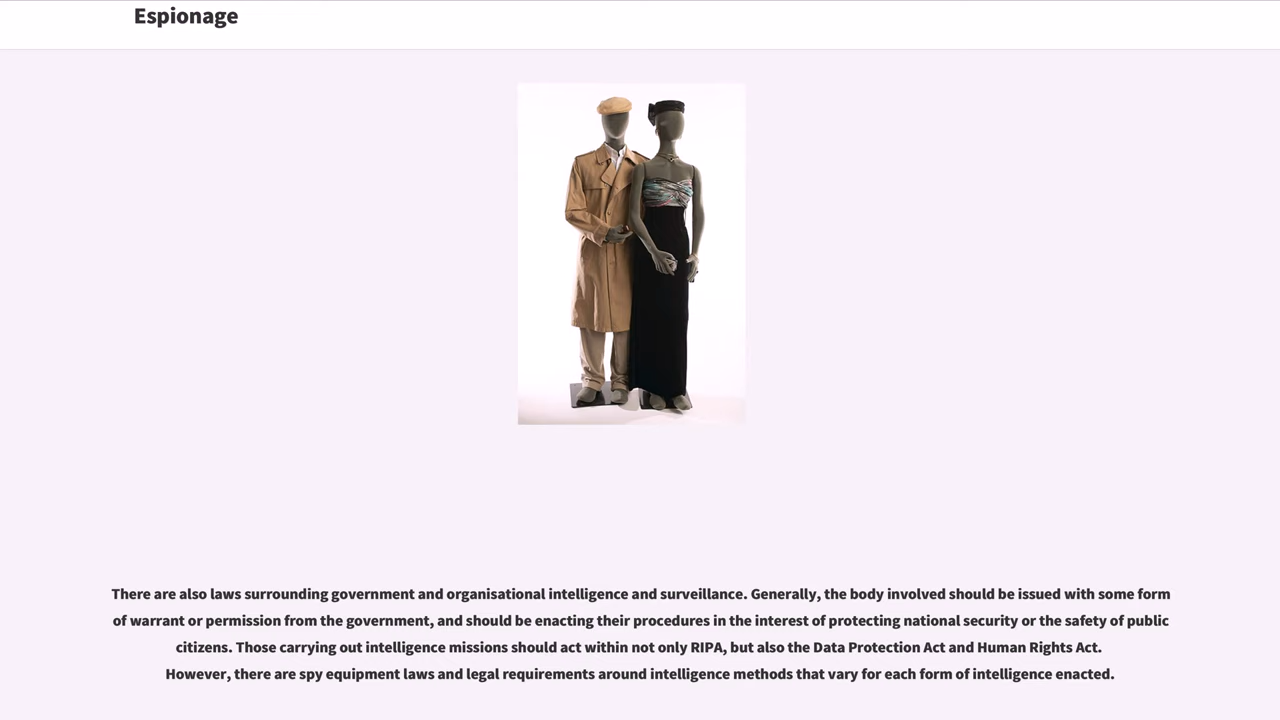 Espionage
There are also laws surrounding government and organisational intelligence and surveillance. Generally, the body involved should be issued with some form
of warrant or permission from the government, and should be enacting their procedures in the interest of protecting national security or the safety of public
citizens. Those carrying out intelligence missions should act within not only RIPA, but also the Data Protection Act and Human Rights Act.
However, there are spy equipment laws and legal requirements around intelligence methods that vary for each form of intelligence enacted.